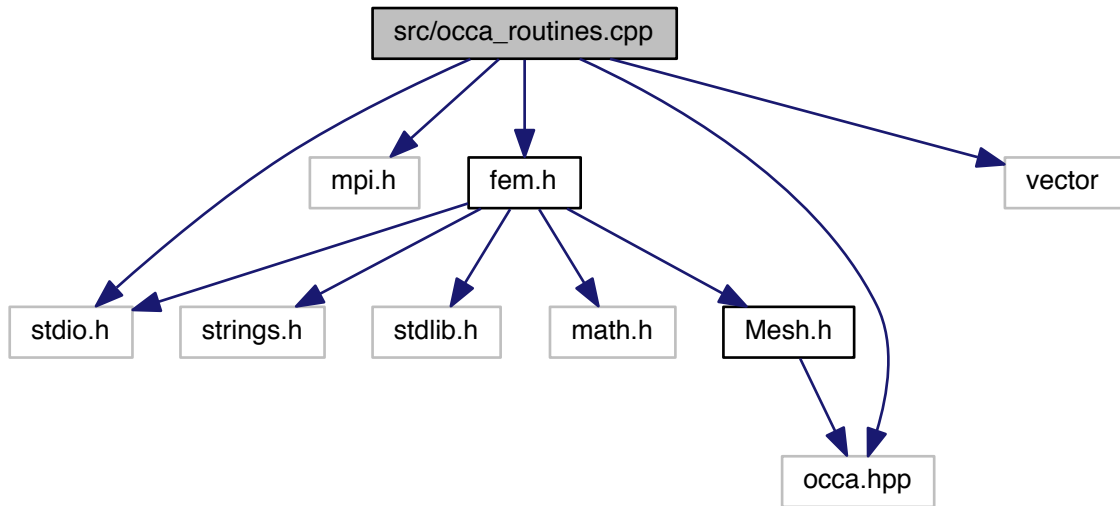 src/occa_routines.cpp
mpi.h
fem.h
vector
stdio.h
strings.h
stdlib.h
math.h
Mesh.h
occa.hpp